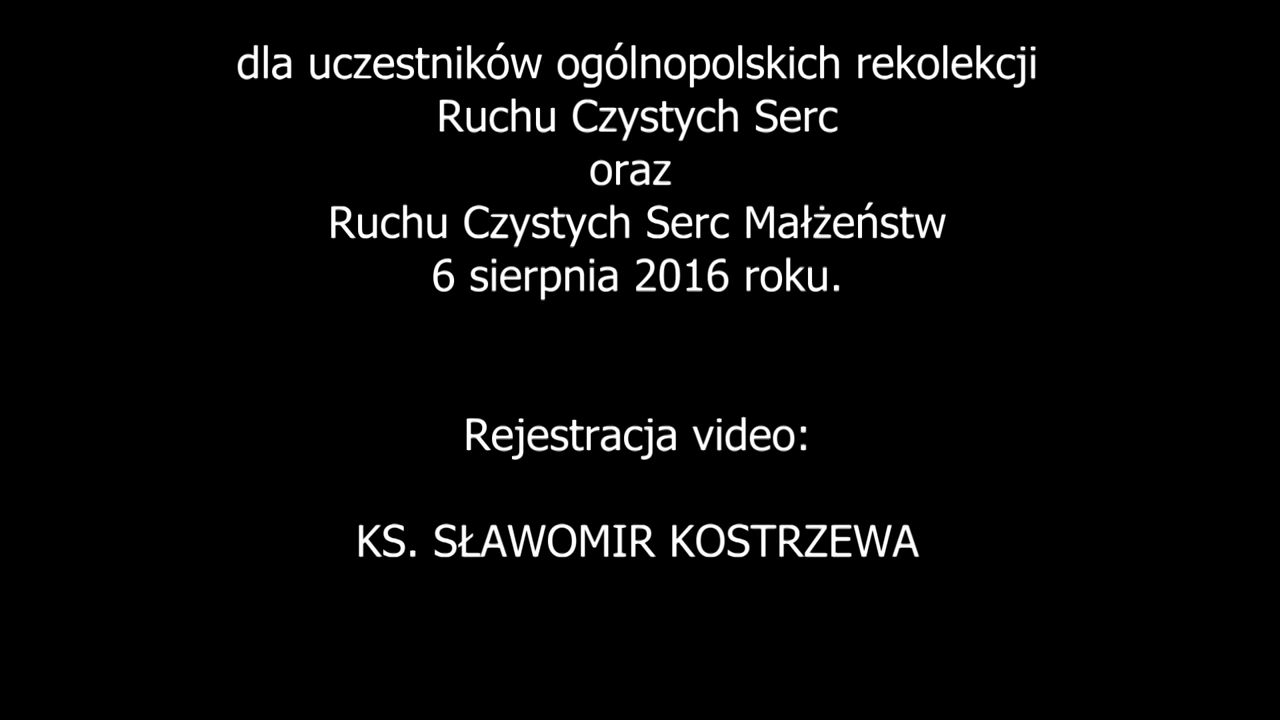 dla uczestników ogólnopolskich rekolekcji
Ruchu Czystych Serc
oraz
Ruchu Czystych Serc Małżeństw
6 sierpnia 2016 roku.
Rejestracja video:
KS. SŁAWOMIR KOSTRZEWA